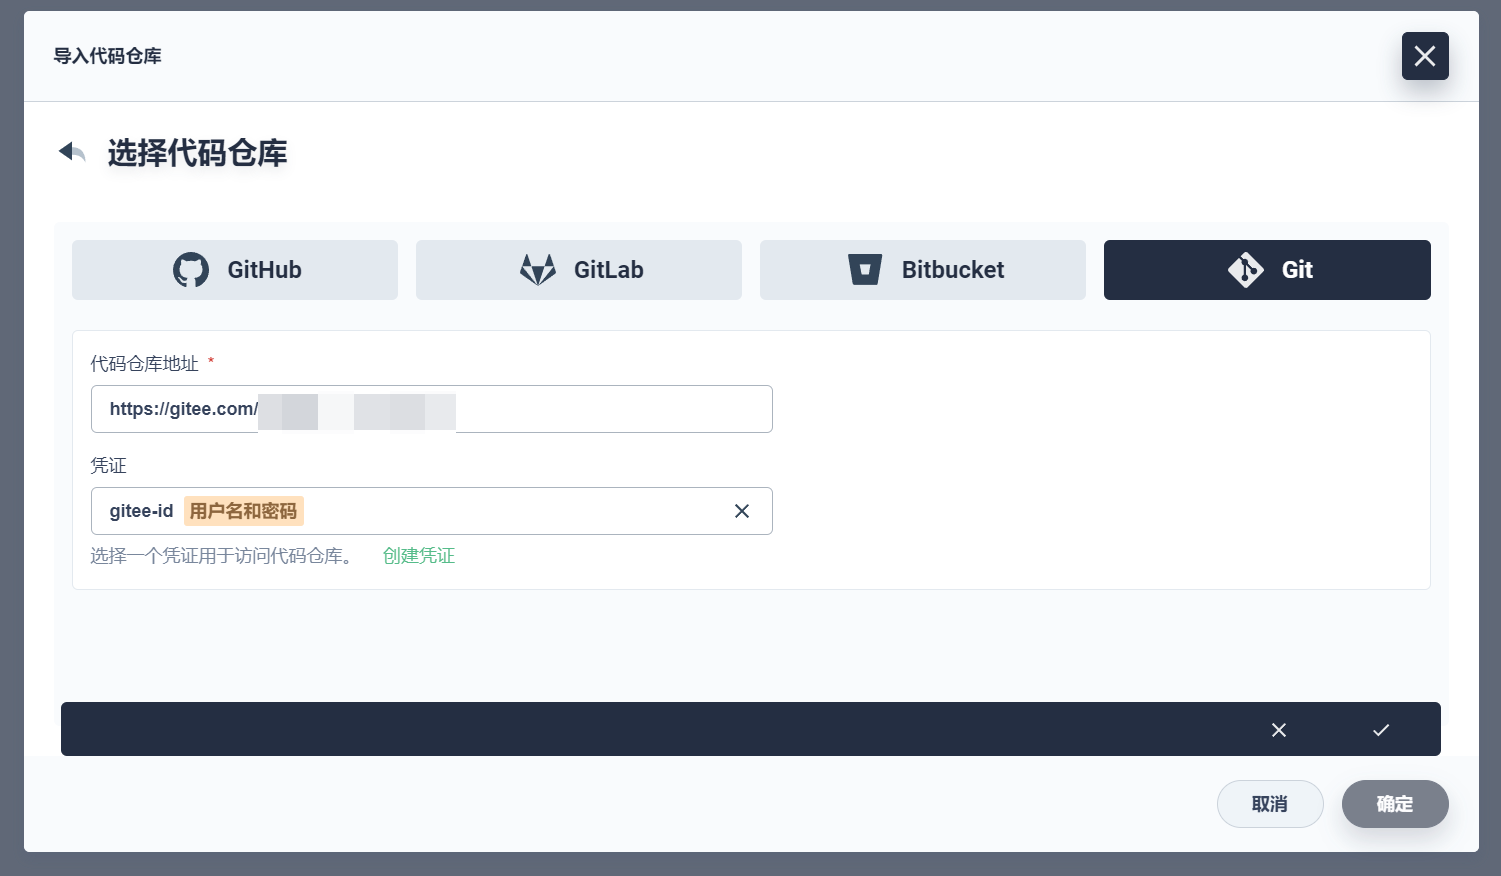 导入代码仓库
选择代码仓库
GitHub
GitLab
Bitbucket
Git
代码仓库地址 *
https://gitee.com/
凭证
gitee-id 用户名和密码
选择一个凭证用于访问代码仓库。 创建凭证
取消
确定